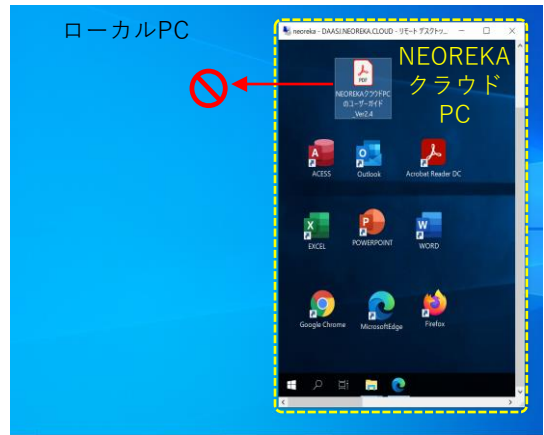 ローカルPC
neoreka - DAASI.NEOREKA.CLOUD - リモート デスクトッ...
NEOREKA
クラウド
PC
PDF
NEOREKAクラウドPC
のユーザーガイド
_Ver2.4
ACESS
Outlook
Acrobat Reader DC
EXCEL
POWERPOINT
WORD
Google Chrome
MicrosoftEdge
Firefox